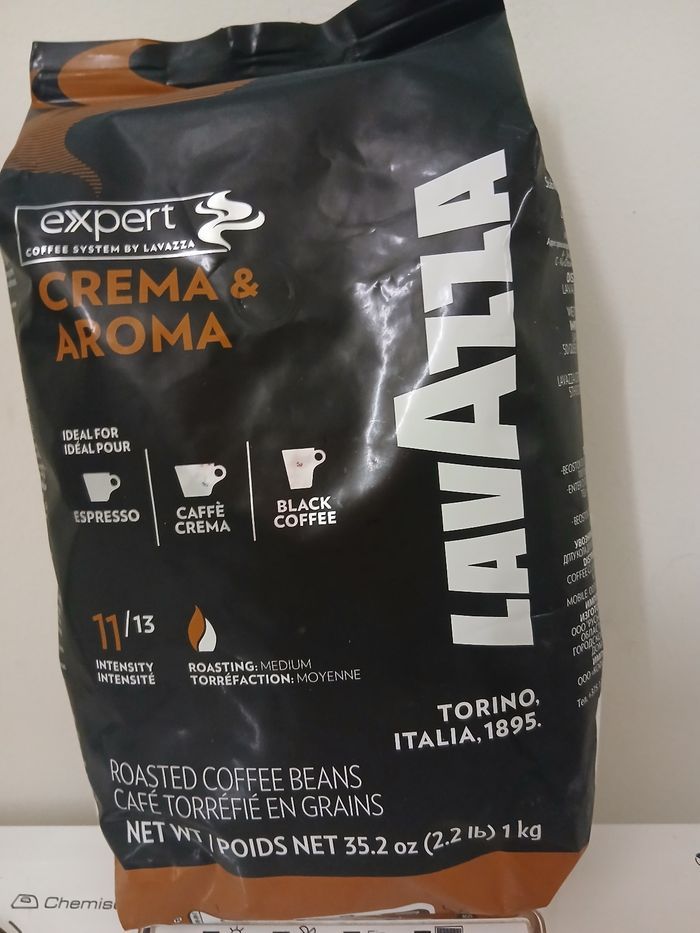 expert
COFFEE SYSTEM BY LAVAZZA
CREMA &
AROMA
LAVAZZA
IDEAL FOR
IDÉAL POUR
ESPRESSO
CAFFÈ
CREMA
BLACK
COFFEE
11/13
INTENSITY
INTENSITÉ
ROASTING: MEDIUM
TORRÉFACTION: MOYENNE
TORINO,
ITALIA, 1895.
ROASTED COFFEE BEANS
CAFÉ TORRÉFIÉ EN GRAINS
NET WT / POIDS NET 35.2 oz (2.2 lb) 1 kg